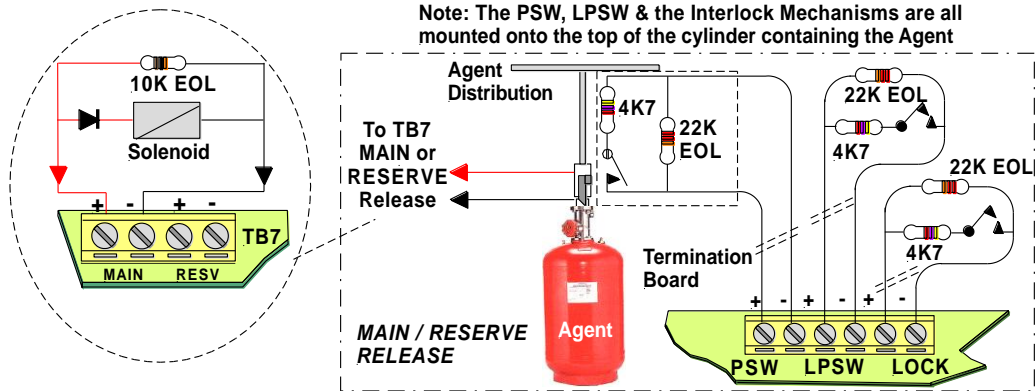 Note: The PSW, LPSW & the Interlock Mechanisms are all
mounted onto the top of the cylinder containing the Agent
10K EOL
Solenoid
+ - + -
TB7
MAIN RESV
Agent
Distribution
To TB7
MAIN or
RESERVE
Release
4K7
22K
EOL
22K EOL
4K7
22K EOL
4K7
Termination
Board
MAIN / RESERVE
RELEASE
Agent
+ - + - + -
PSW LPSW LOCK